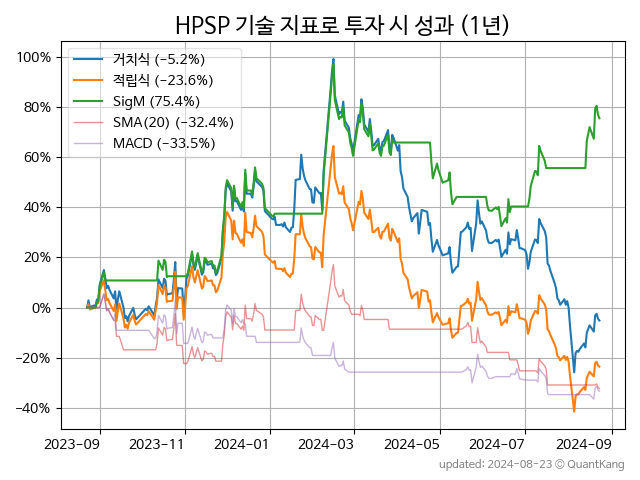 HPSP 기술 지표로 투자 시 성과 (1년)
거치식 (−5.2%)
적립식 (−23.6%)
SigM (75.4%)
SMA(20) (−32.4%)
MACD (−33.5%)
100%
80%
60%
40%
20%
0%
−20%
−40%
2023-09 2023-11 2024-01 2024-03 2024-05 2024-07 2024-09
updated: 2024-08-23 © QuantKang